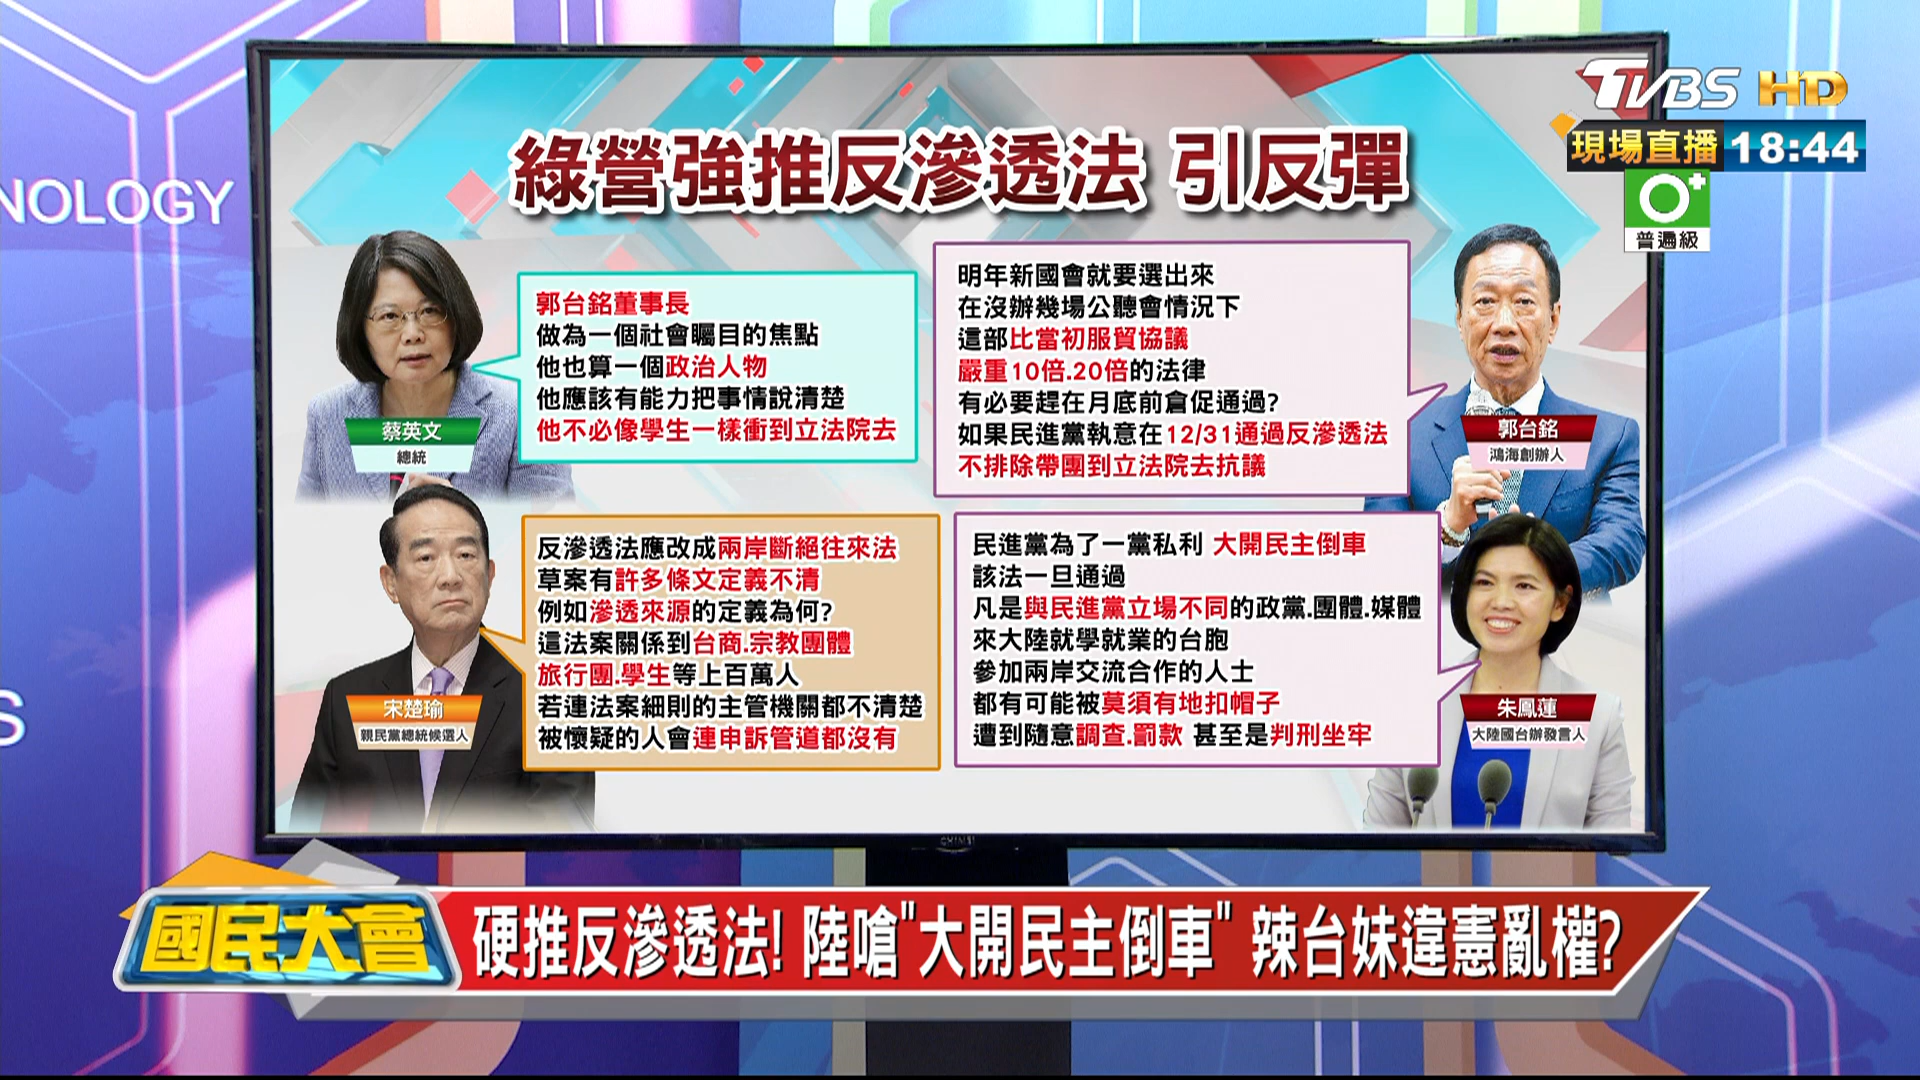 NOLOGY
S
TVBS HD
現場直播 18:44
普遍級
綠營強推反滲透法 引反彈
郭台銘董事長
做為一個社會矚目的焦點
他也算一個政治人物
他應該有能力把事情說清楚
他不必像學生一樣衝到立法院去
蔡英文
總統
明年新國會就要選出來
在沒辦幾場公聽會情況下
這部比當初服貿協議
嚴重10倍.20倍的法律
有必要趕在月底前倉促通過?
如果民進黨執意在12/31通過反滲透法
不排除帶團到立法院去抗議
郭台銘
鴻海創辦人
反滲透法應改成兩岸斷絕往來法
草案有許多條文定義不清
例如滲透來源的定義為何?
這法案關係到台商.宗教團體
旅行團.學生等上百萬人
若連法案細則的主管機關都不清楚
被懷疑的人會連申訴管道都沒有
宋楚瑜
親民黨總統候選人
民進黨為了一黨私利 大開民主倒車
該法一旦通過
凡是與民進黨立場不同的政黨.團體.媒體
來大陸就學就業的台胞
參加兩岸交流合作的人士
都有可能被莫須有地扣帽子
遭到隨意調查.罰款 甚至是判刑坐牢
朱鳳蓮
大陸國台辦發言人
CHIMEI
國民大會
硬推反滲透法! 陸嗆"大開民主倒車" 辣台妹違憲亂權?